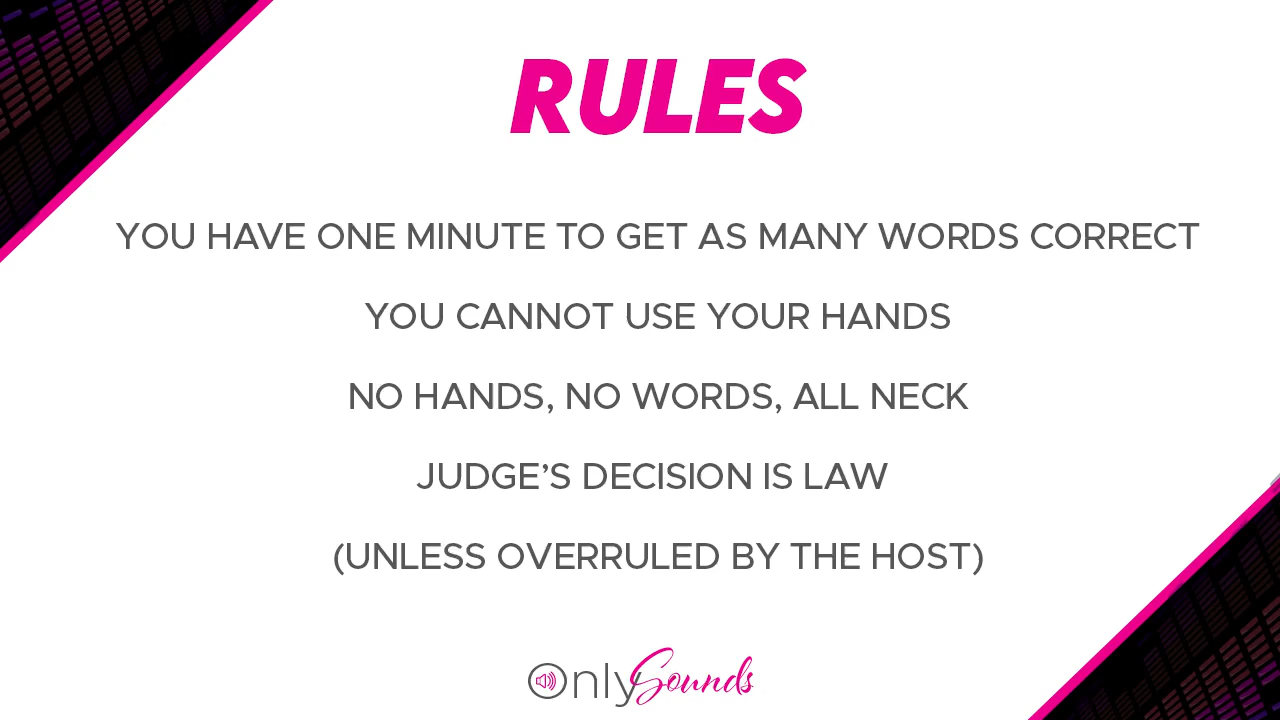 RULES
YOU HAVE ONE MINUTE TO GET AS MANY WORDS CORRECT
YOU CANNOT USE YOUR HANDS
NO HANDS, NO WORDS, ALL NECK
JUDGE’S DECISION IS LAW
(UNLESS OVERRULED BY THE HOST)
OnlySounds